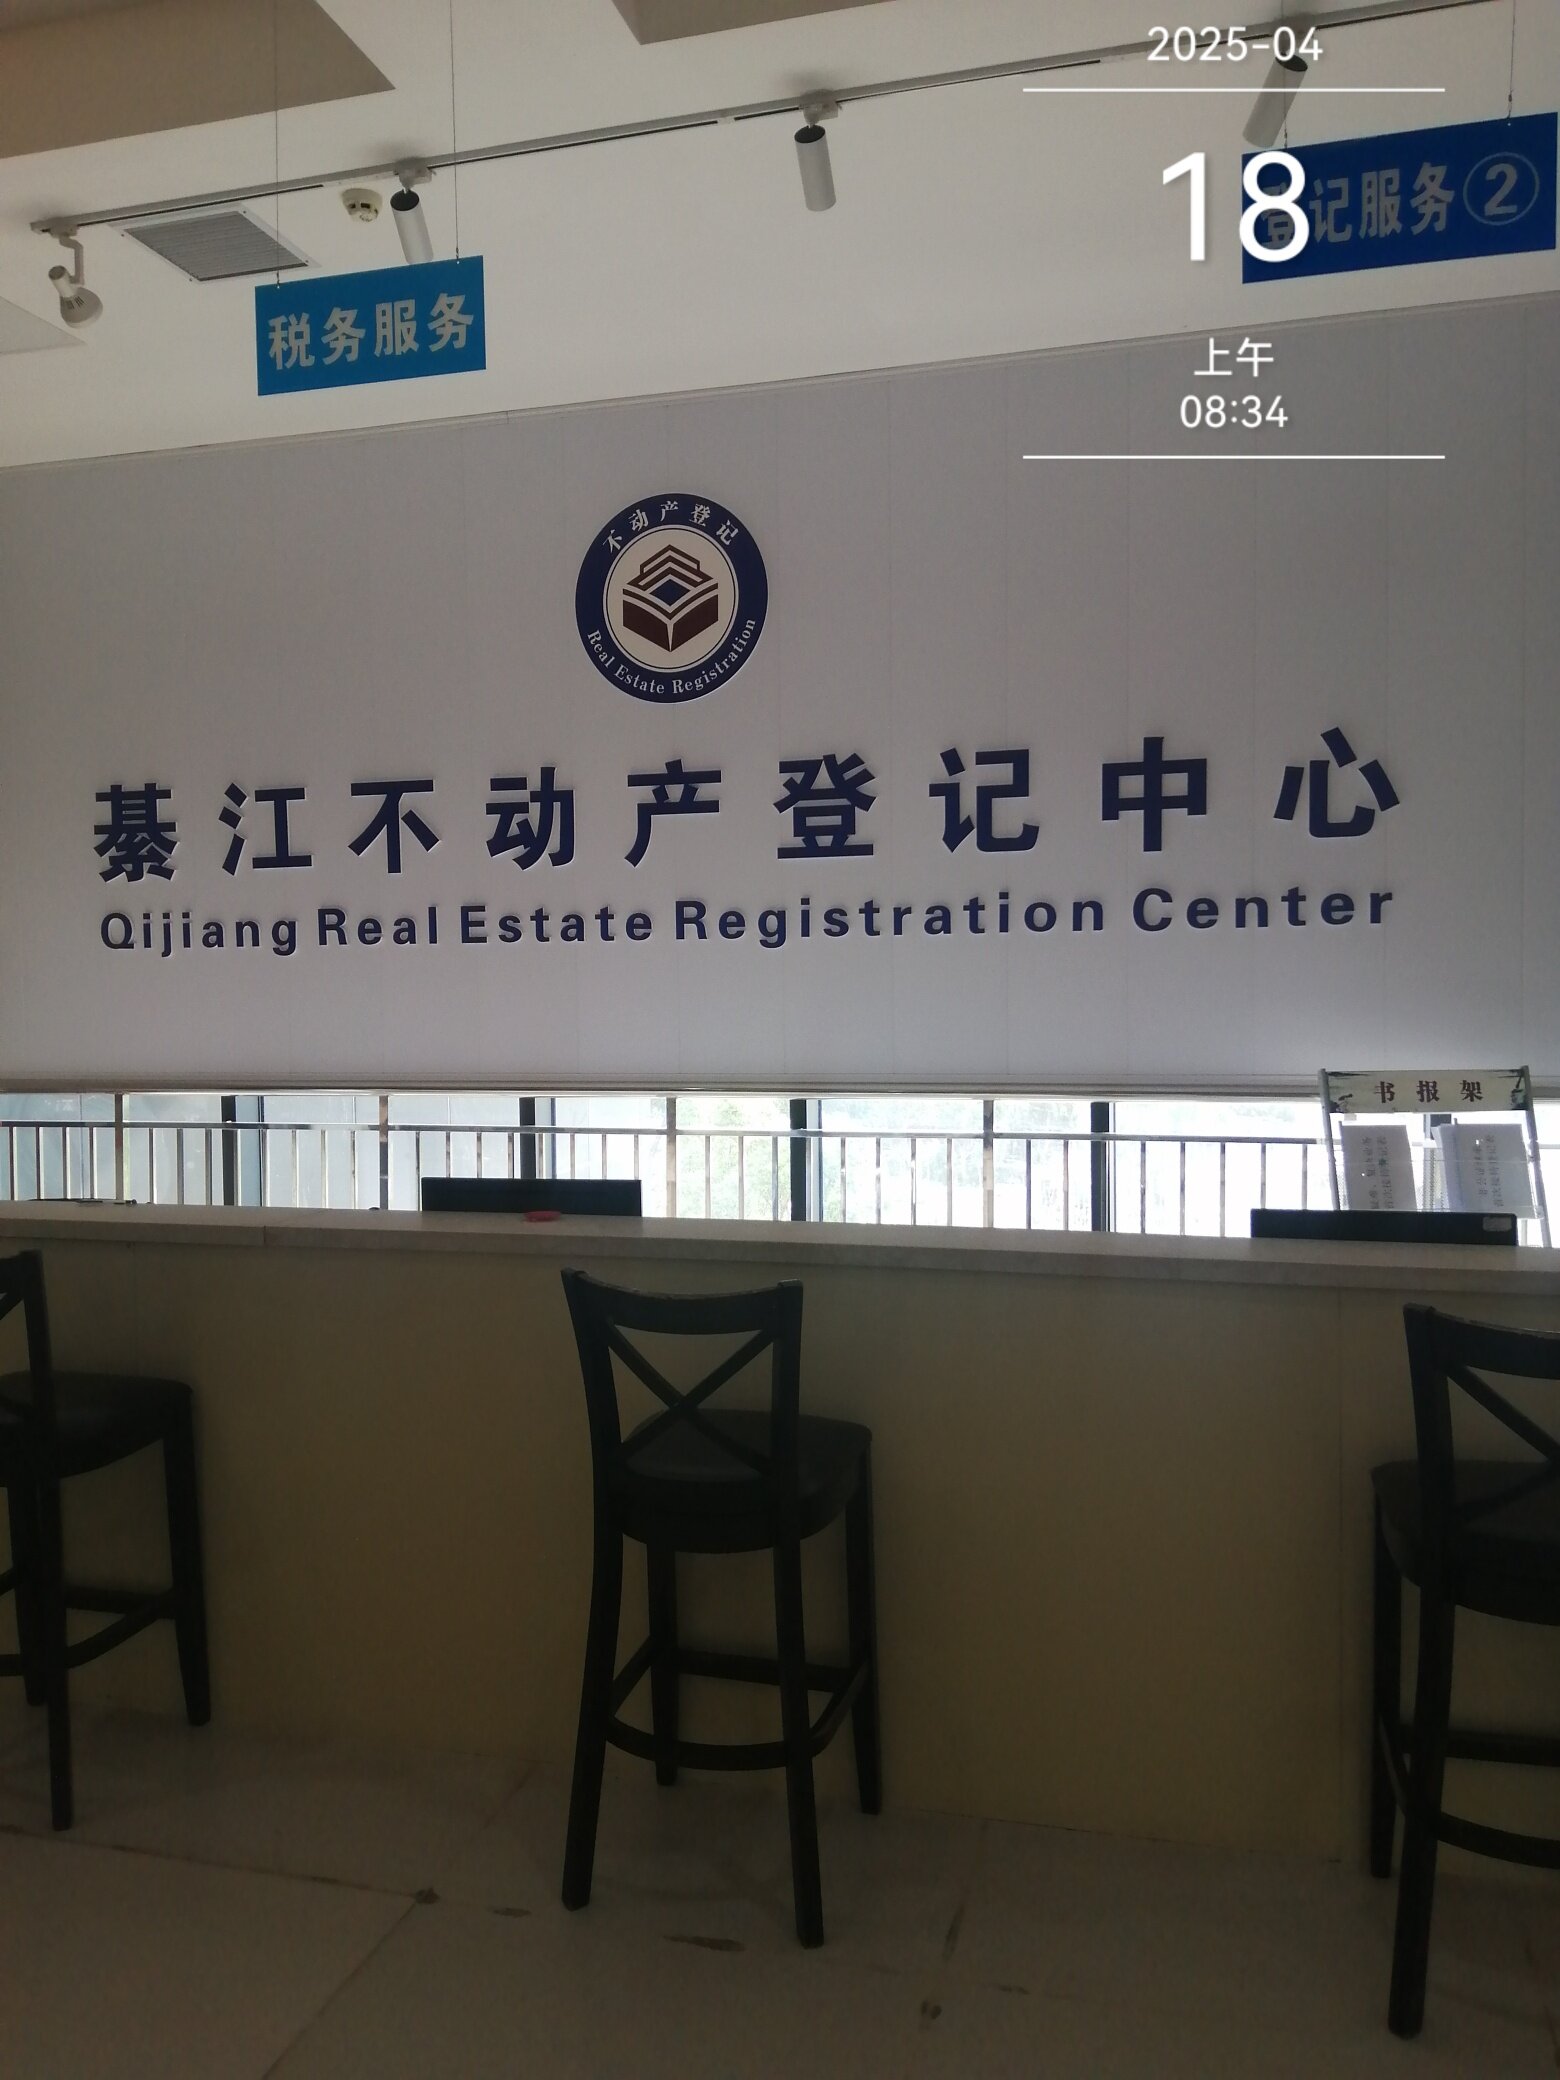 2025-04
18
上午
08:34
登记服务②
税务服务
不动产登记
Real Estate Registration
綦江不动产登记中心
Qijiang Real Estate Registration Center
书报架